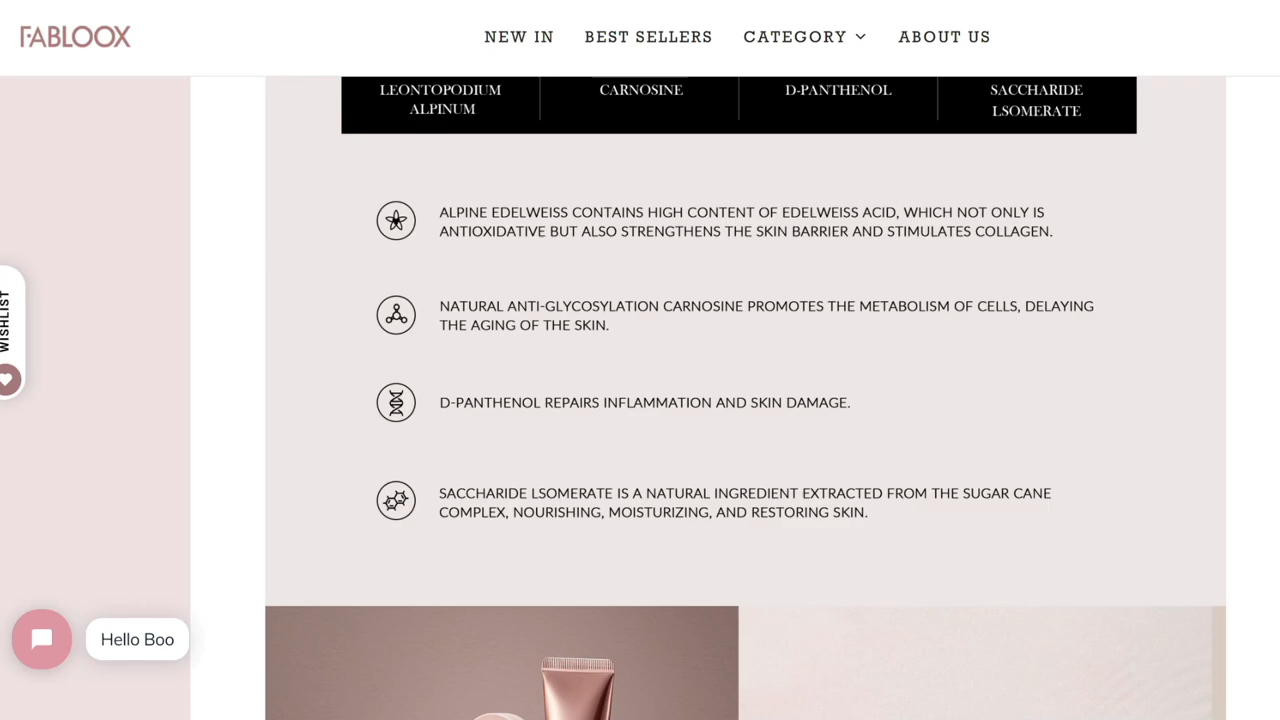 FABLOOX
NEW IN BEST SELLERS CATEGORY ABOUT US
LEONTOPODIUM
ALPINUM
CARNOSINE
D-PANTHENOL
SACCHARIDE
LSOMERATE
ALPINE EDELWEISS CONTAINS HIGH CONTENT OF EDELWEISS ACID, WHICH NOT ONLY IS
ANTIOXIDATIVE BUT ALSO STRENGTHENS THE SKIN BARRIER AND STIMULATES COLLAGEN.
NATURAL ANTI-GLYCOSYLATION CARNOSINE PROMOTES THE METABOLISM OF CELLS, DELAYING
THE AGING OF THE SKIN.
WISHLIST
D-PANTHENOL REPAIRS INFLAMMATION AND SKIN DAMAGE.
SACCHARIDE LSOMERATE IS A NATURAL INGREDIENT EXTRACTED FROM THE SUGAR CANE
COMPLEX, NOURISHING, MOISTURIZING, AND RESTORING SKIN.
Hello Boo